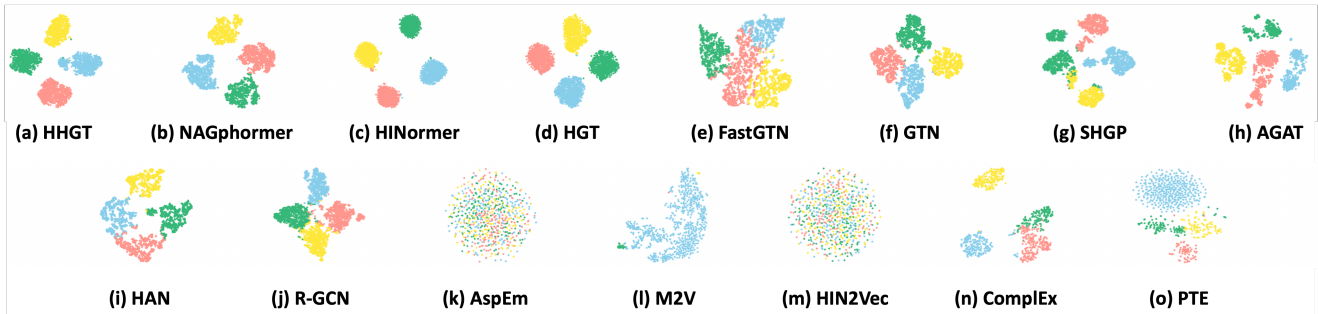 (a) HHGT (b) NAGphormer (c) HINormer (d) HGT (e) FastGTN (f) GTN (g) SHGP (h) AGAT
(i) HAN (j) R-GCN (k) AspEm (l) M2V (m) HIN2Vec (n) ComplEx (o) PTE